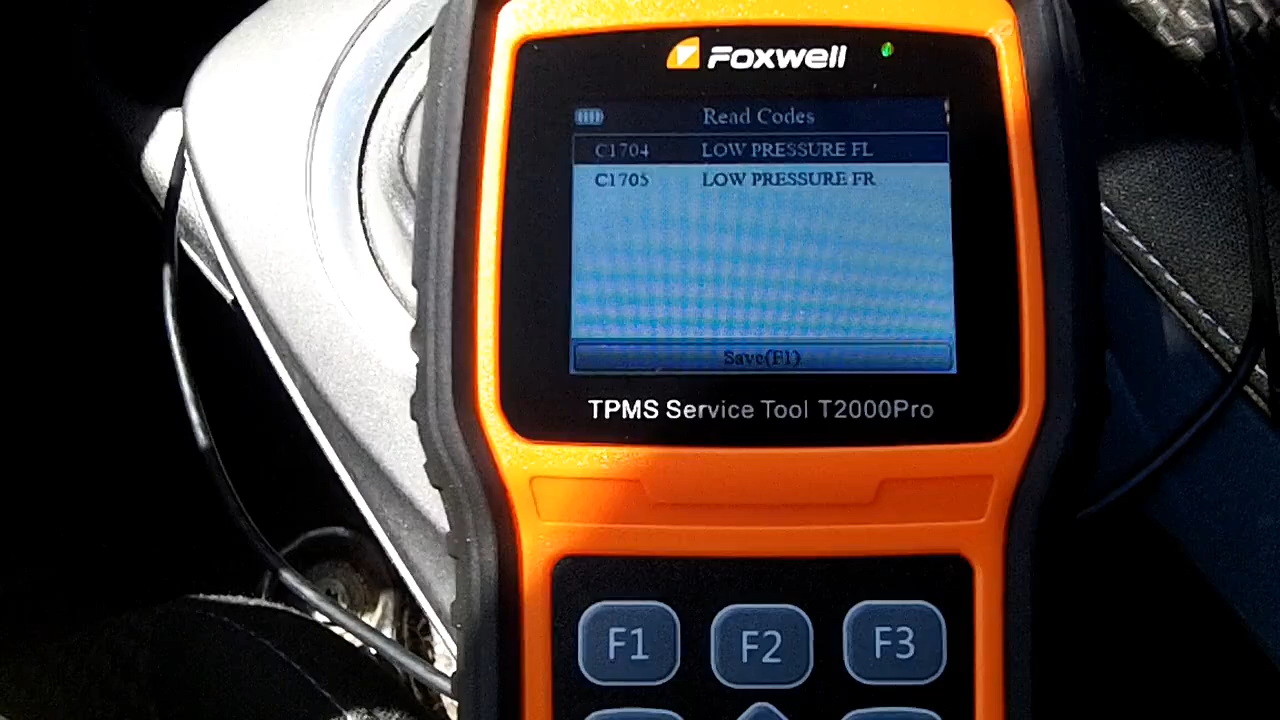 FOXWELL
Read Codes
C1704 LOW PRESSURE FL
C1705 LOW PRESSURE FR
Save(F1)
TPMS Service Tool T2000Pro
F1 F2 F3